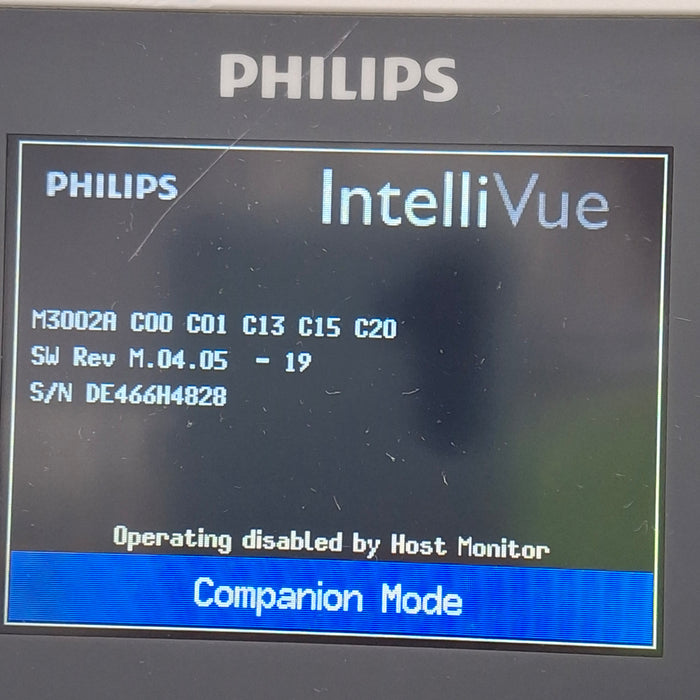 PHILIPS
PHILIPS IntelliVue
M3002A C00 C01 C13 C15 C20
SW Rev M.04.05 - 19
S/N DE466H4828
Operating disabled by Host Monitor
Companion Mode